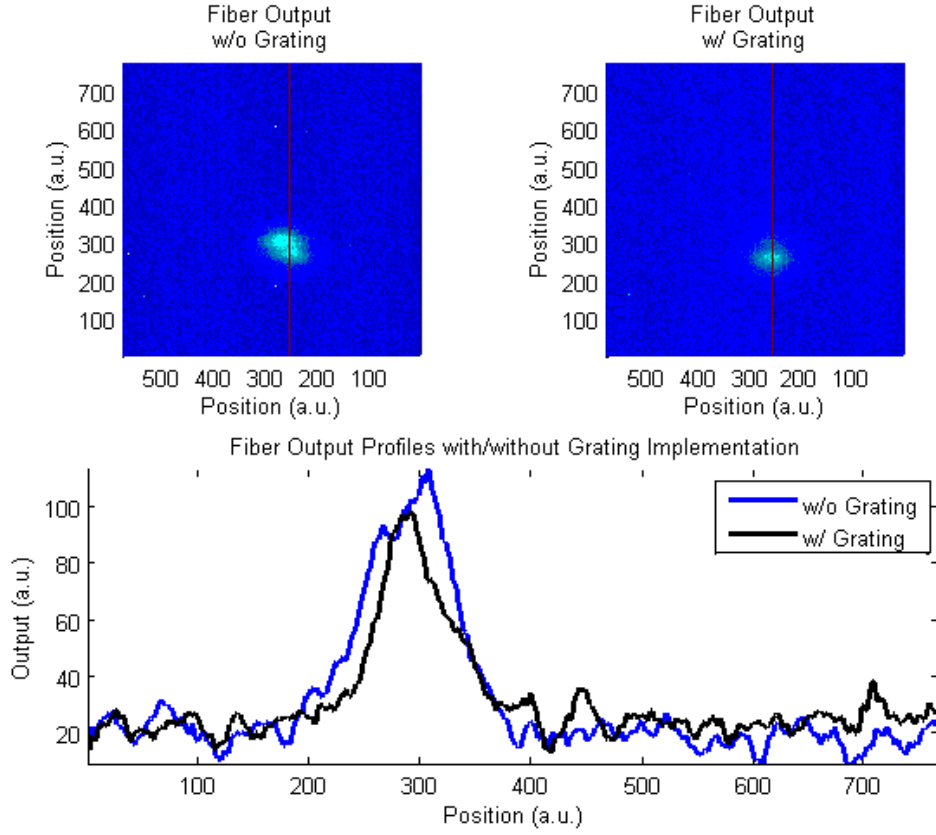 Fiber Output
w/o Grating
Position (a.u.)
700
600
500
400
300
200
100
500 400 300 200 100
Position (a.u.)
Fiber Output
w/ Grating
Position (a.u.)
700
600
500
400
300
200
100
500 400 300 200 100
Position (a.u.)
Fiber Output Profiles with/without Grating Implementation
Output (a.u.)
100
80
60
40
20
w/o Grating
w/ Grating
100 200 300 400 500 600 700
Position (a.u.)